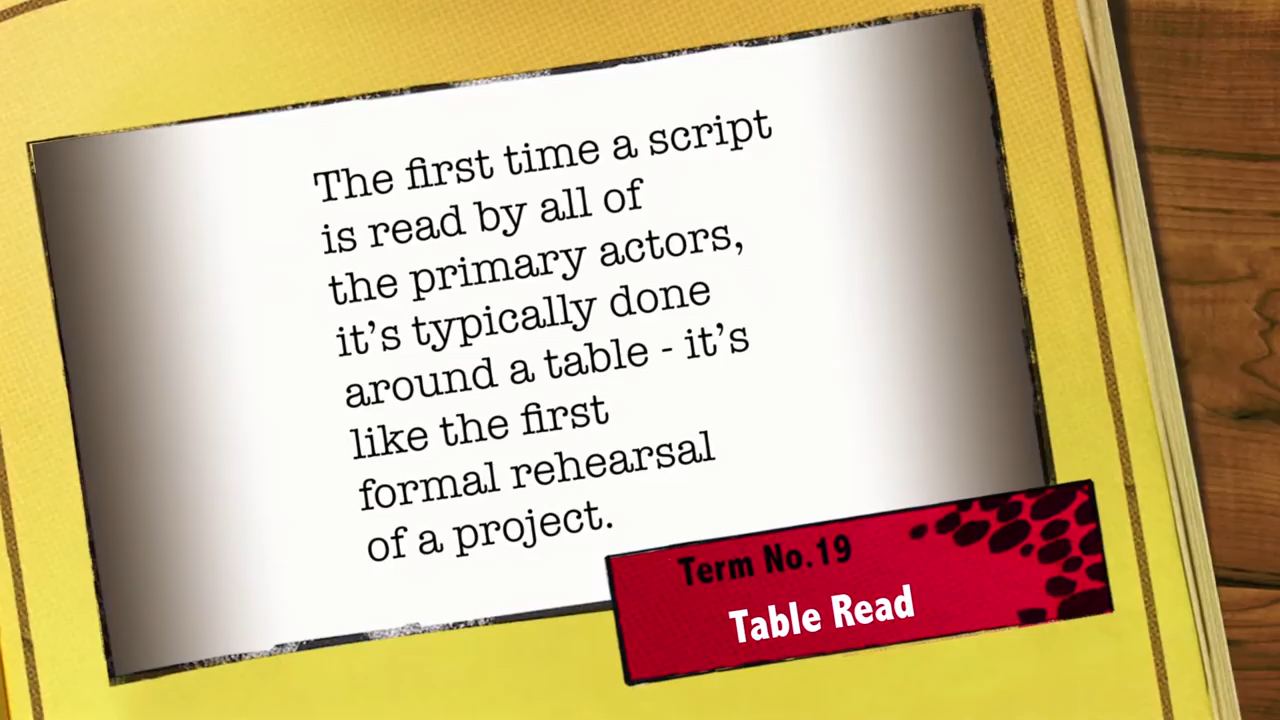 The first time a script
is read by all of
the primary actors,
it's typically done
around a table - it's
like the first
formal rehearsal
of a project.
Term No.19
Table Read